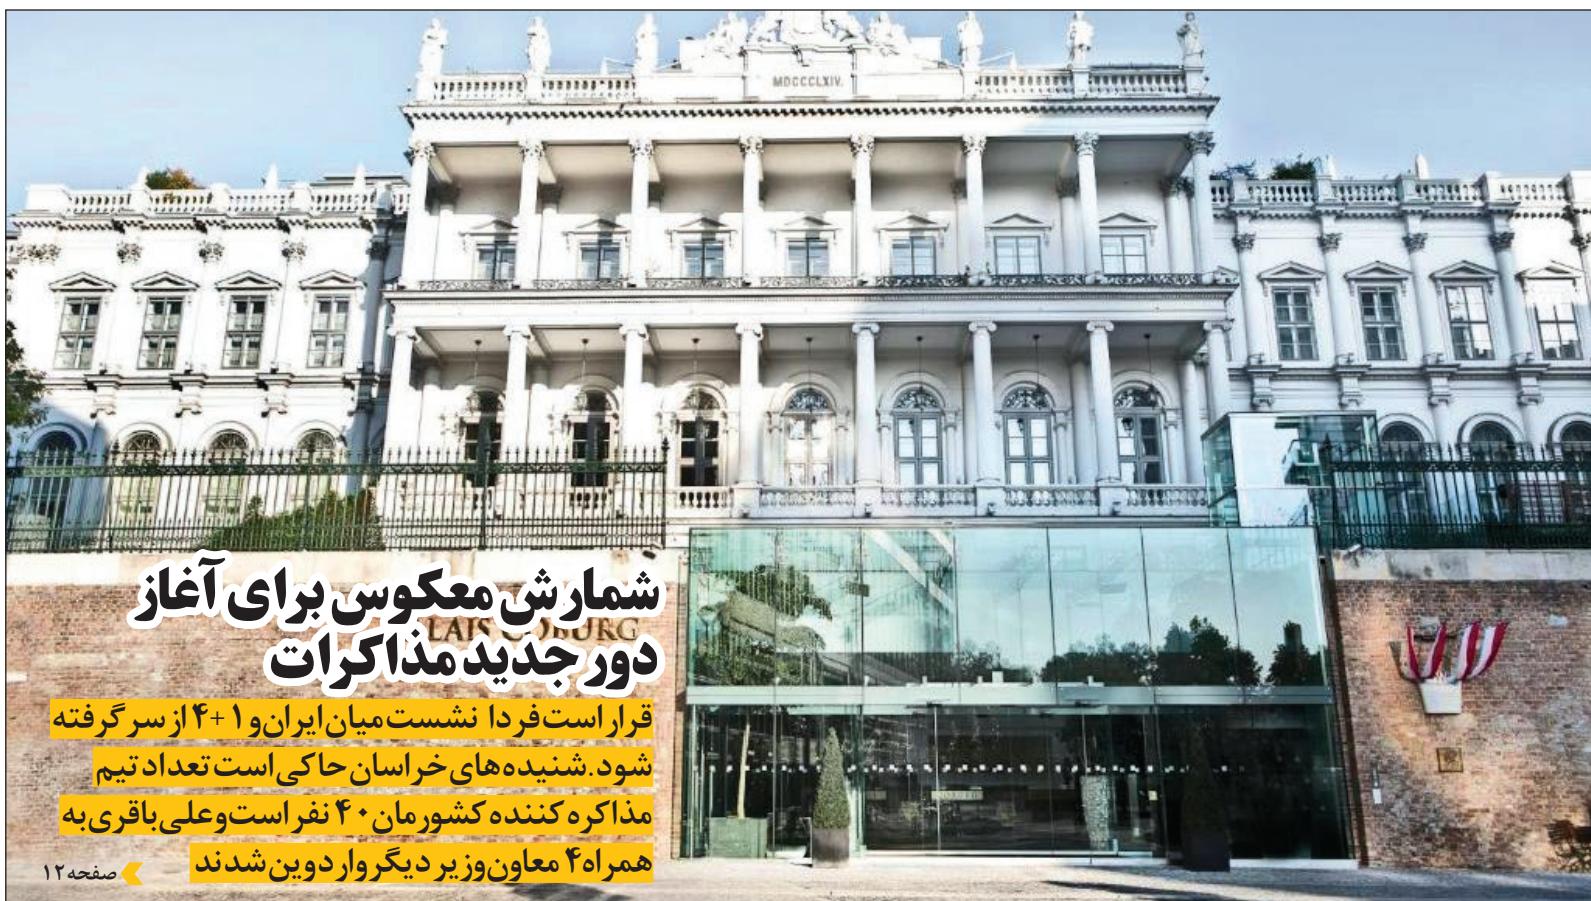 MDCCCLXIV.
شمارش معکوس برای آغاز
LAIS COBURG
دور جدید مذاکرات
قرار است فردا نشست میان ایران و ۱+۴ از سر گرفته
شود. شنیده های خراسان حاکی است تعداد تیم
مذاکره کننده کشورمان ۴۰ نفر است و علی باقری به
همراه ۴ معاون وزیر دیگر وارد وین شدند
صفحه ۱۲